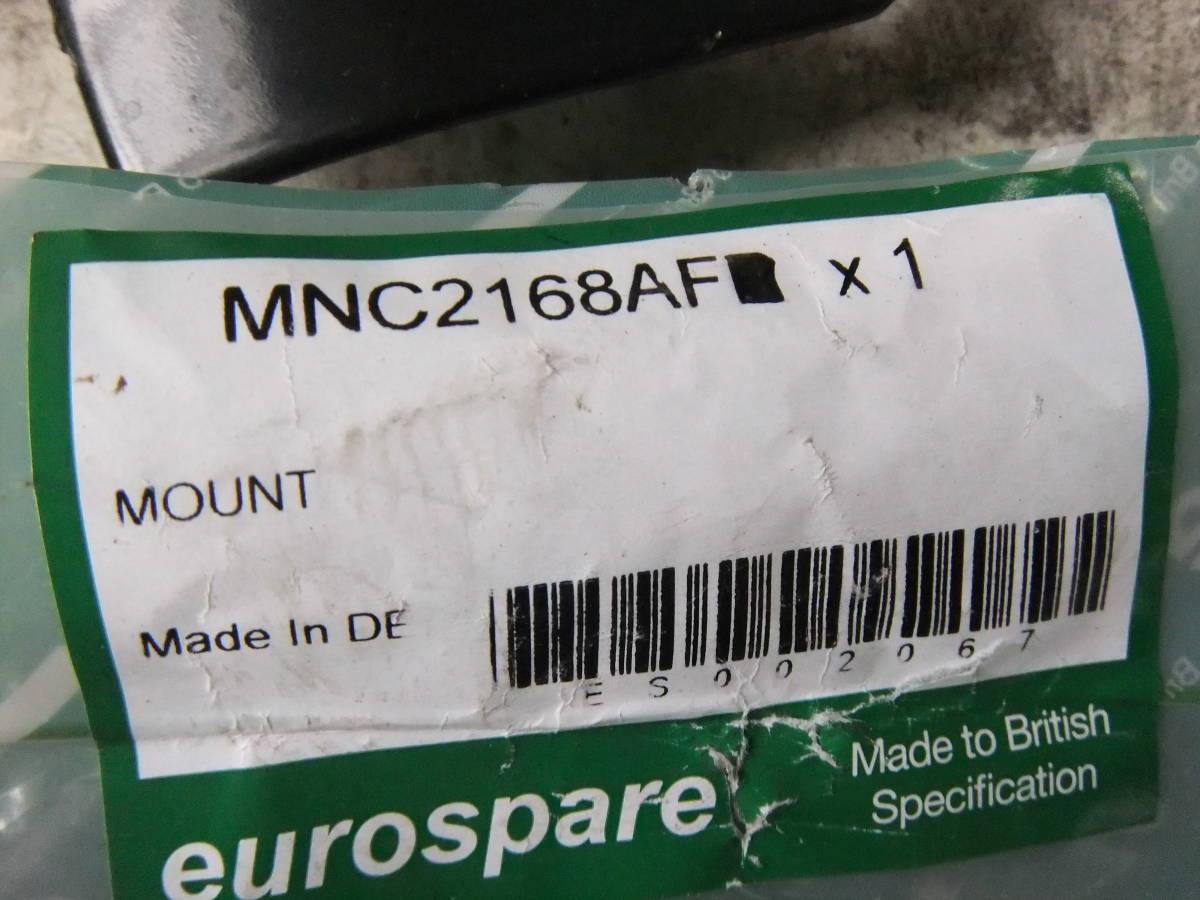 MNC2168AF■ x 1
MOUNT
Made In DE
ES002067
eurospare
Made to British
Specification